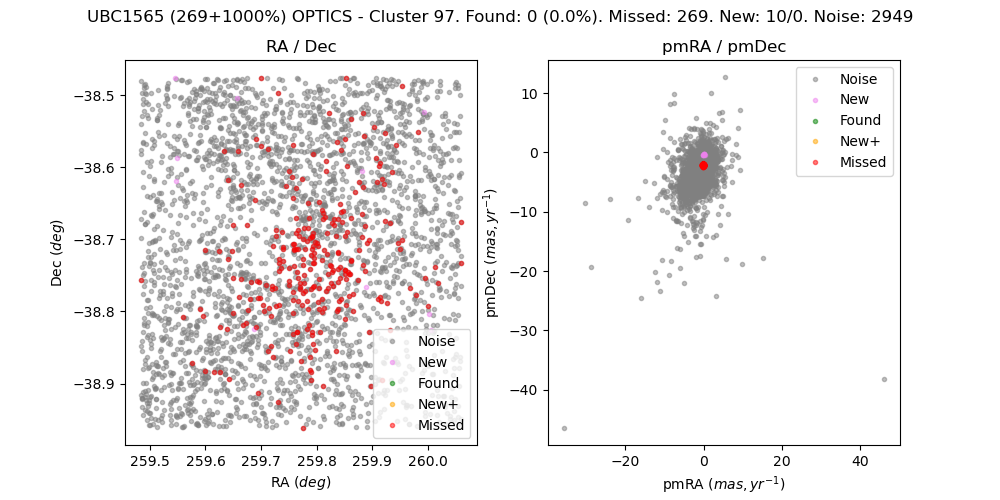 UBC1565 (269+1000%) OPTICS - Cluster 97. Found: 0 (0.0%). Missed: 269. New: 10/0. Noise: 2949
RA / Dec
pmRA / pmDec
−38.5
−38.6
−38.7
−38.8
−38.9
Dec (deg)
259.5 259.6 259.7 259.8 259.9 260.0
RA (deg)
Noise
New
Found
New+
Missed
10
0
−10
−20
−30
−40
pmDec (mas, yr⁻¹)
−20 0 20 40
pmRA (mas, yr⁻¹)
Noise
New
Found
New+
Missed